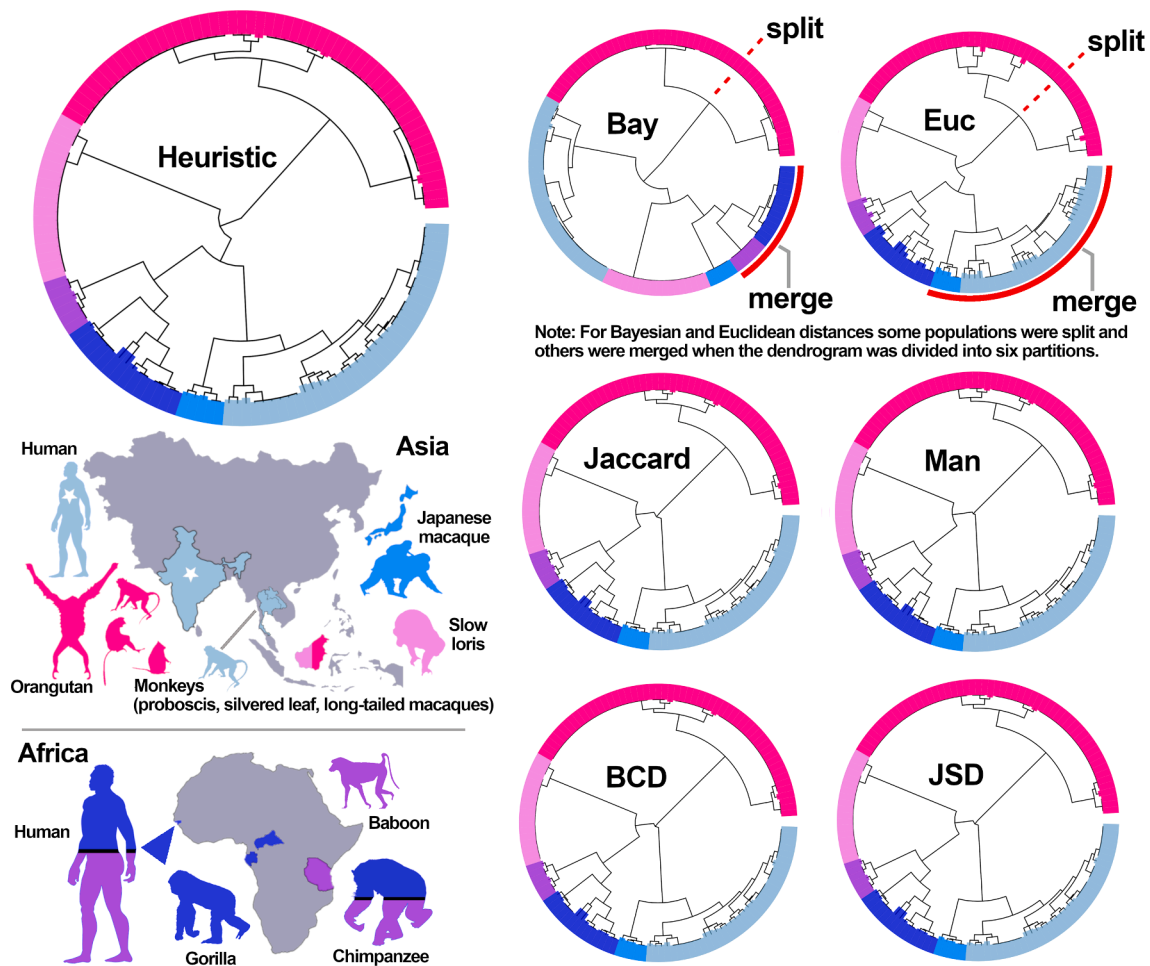 Heuristic
Bay
split
merge
Euc
split
merge
Note: For Bayesian and Euclidean distances some populations were split and
others were merged when the dendrogram was divided into six partitions.
Human
Asia
Japanese
macaque
Slow
loris
Orangutan
Monkeys
(proboscis, silvered leaf, long-tailed macaques)
Africa
Human
Baboon
Gorilla
Chimpanzee
Jaccard
Man
BCD
JSD